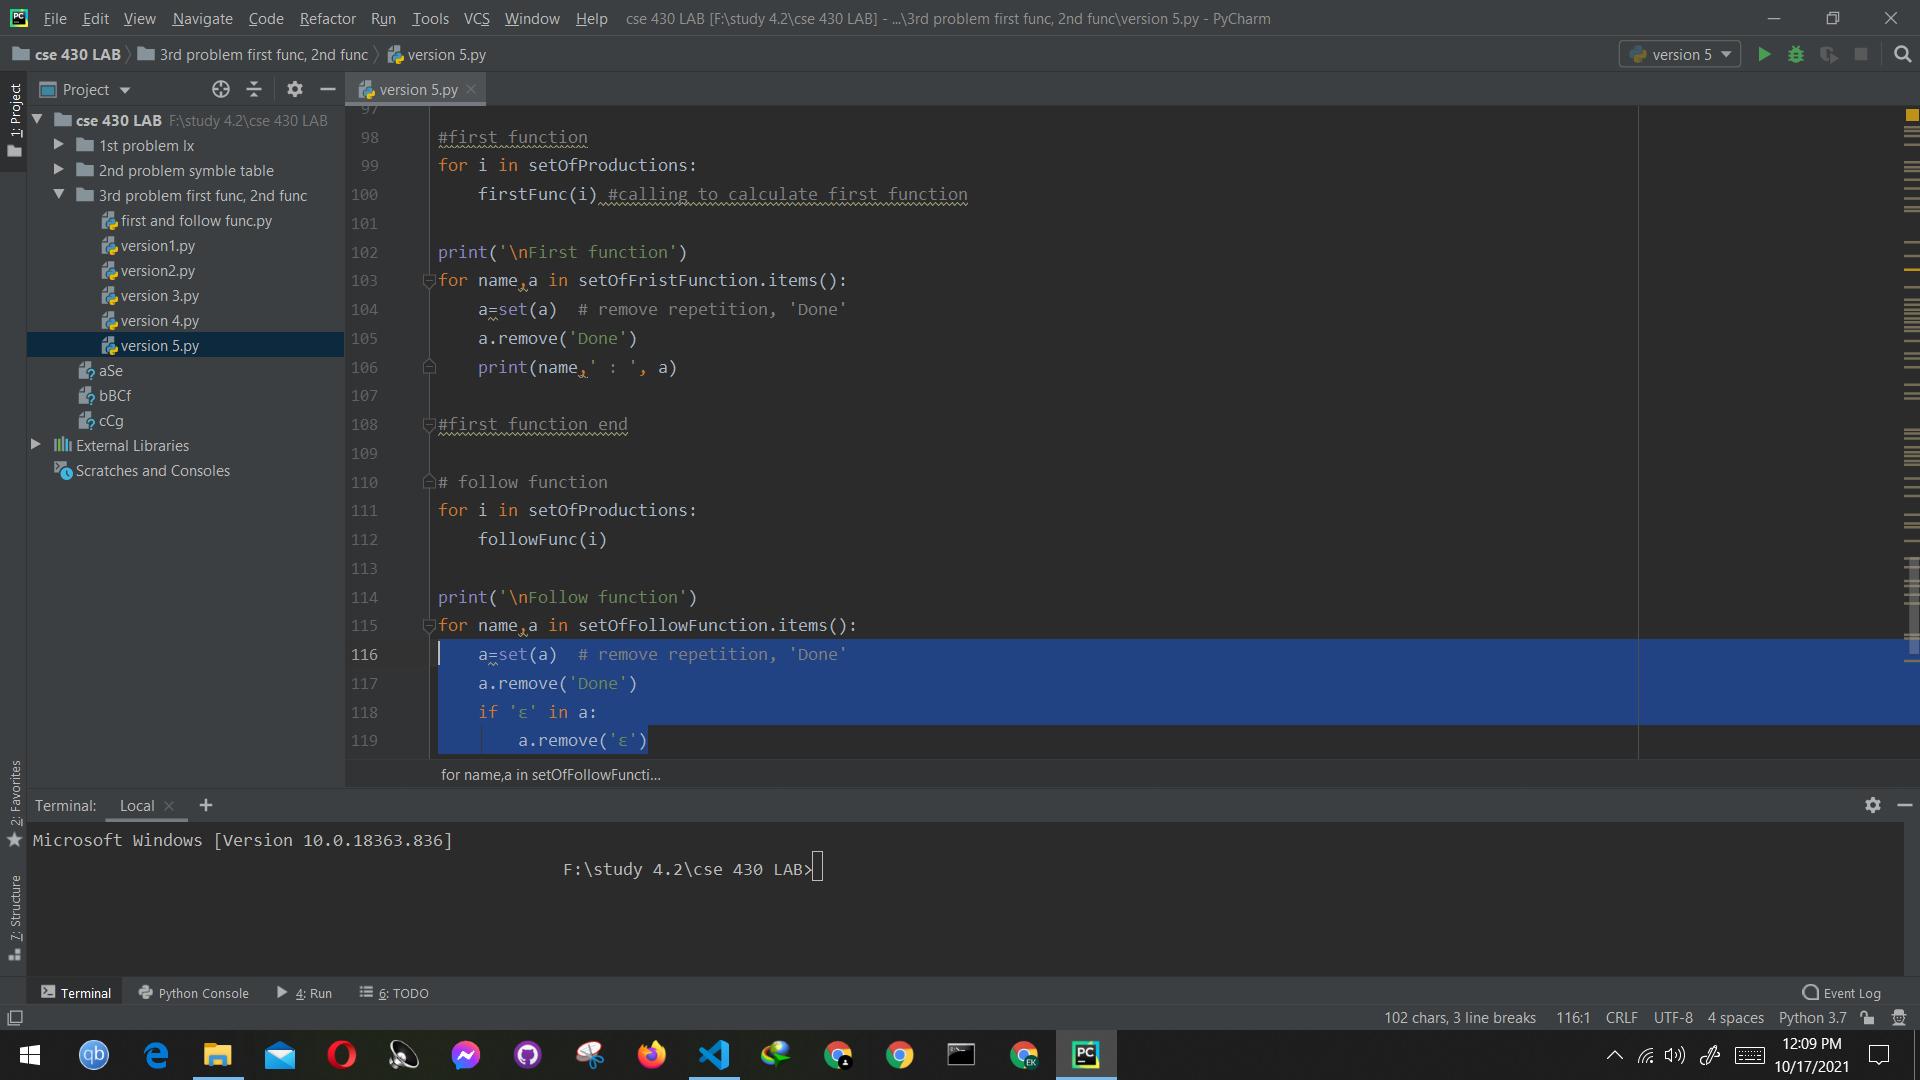 File Edit View Navigate Code Refactor Run Tools VCS Window Help cse 430 LAB [F:\study 4.2\cse 430 LAB] - ...\3rd problem first func, 2nd func\version 5.py - PyCharm
cse 430 LAB 3rd problem first func, 2nd func version 5.py version 5
Project version 5.py
1: Project
cse 430 LAB F:\study 4.2\cse 430 LAB
1st problem lx
2nd problem symble table
3rd problem first func, 2nd func
first and follow func.py
version1.py
version2.py
version 3.py
version 4.py
version 5.py
aSe
bBCf
cCg
External Libraries
Scratches and Consoles
97
98 #first function
99 for i in setOfProductions:
100 firstFunc(i) #calling to calculate first function
101
102 print('\nFirst function')
103 for name,a in setOfFristFunction.items():
104 a=set(a)  # remove repetition, 'Done'
105 a.remove('Done')
106 print(name,' : ', a)
107
108 #first function end
109
110 # follow function
111 for i in setOfProductions:
112 followFunc(i)
113
114 print('\nFollow function')
115 for name,a in setOfFollowFunction.items():
116 a=set(a)  # remove repetition, 'Done'
117 a.remove('Done')
118 if 'ε' in a:
119 a.remove('ε')
for name,a in setOfFollowFuncti...
2: Favorites
7: Structure
Terminal: Local +
Microsoft Windows [Version 10.0.18363.836]
F:\study 4.2\cse 430 LAB>
Terminal Python Console 4: Run 6: TODO Event Log
102 chars, 3 line breaks 116:1 CRLF UTF-8 4 spaces Python 3.7
qb PC EK 12:09 PM
10/17/2021